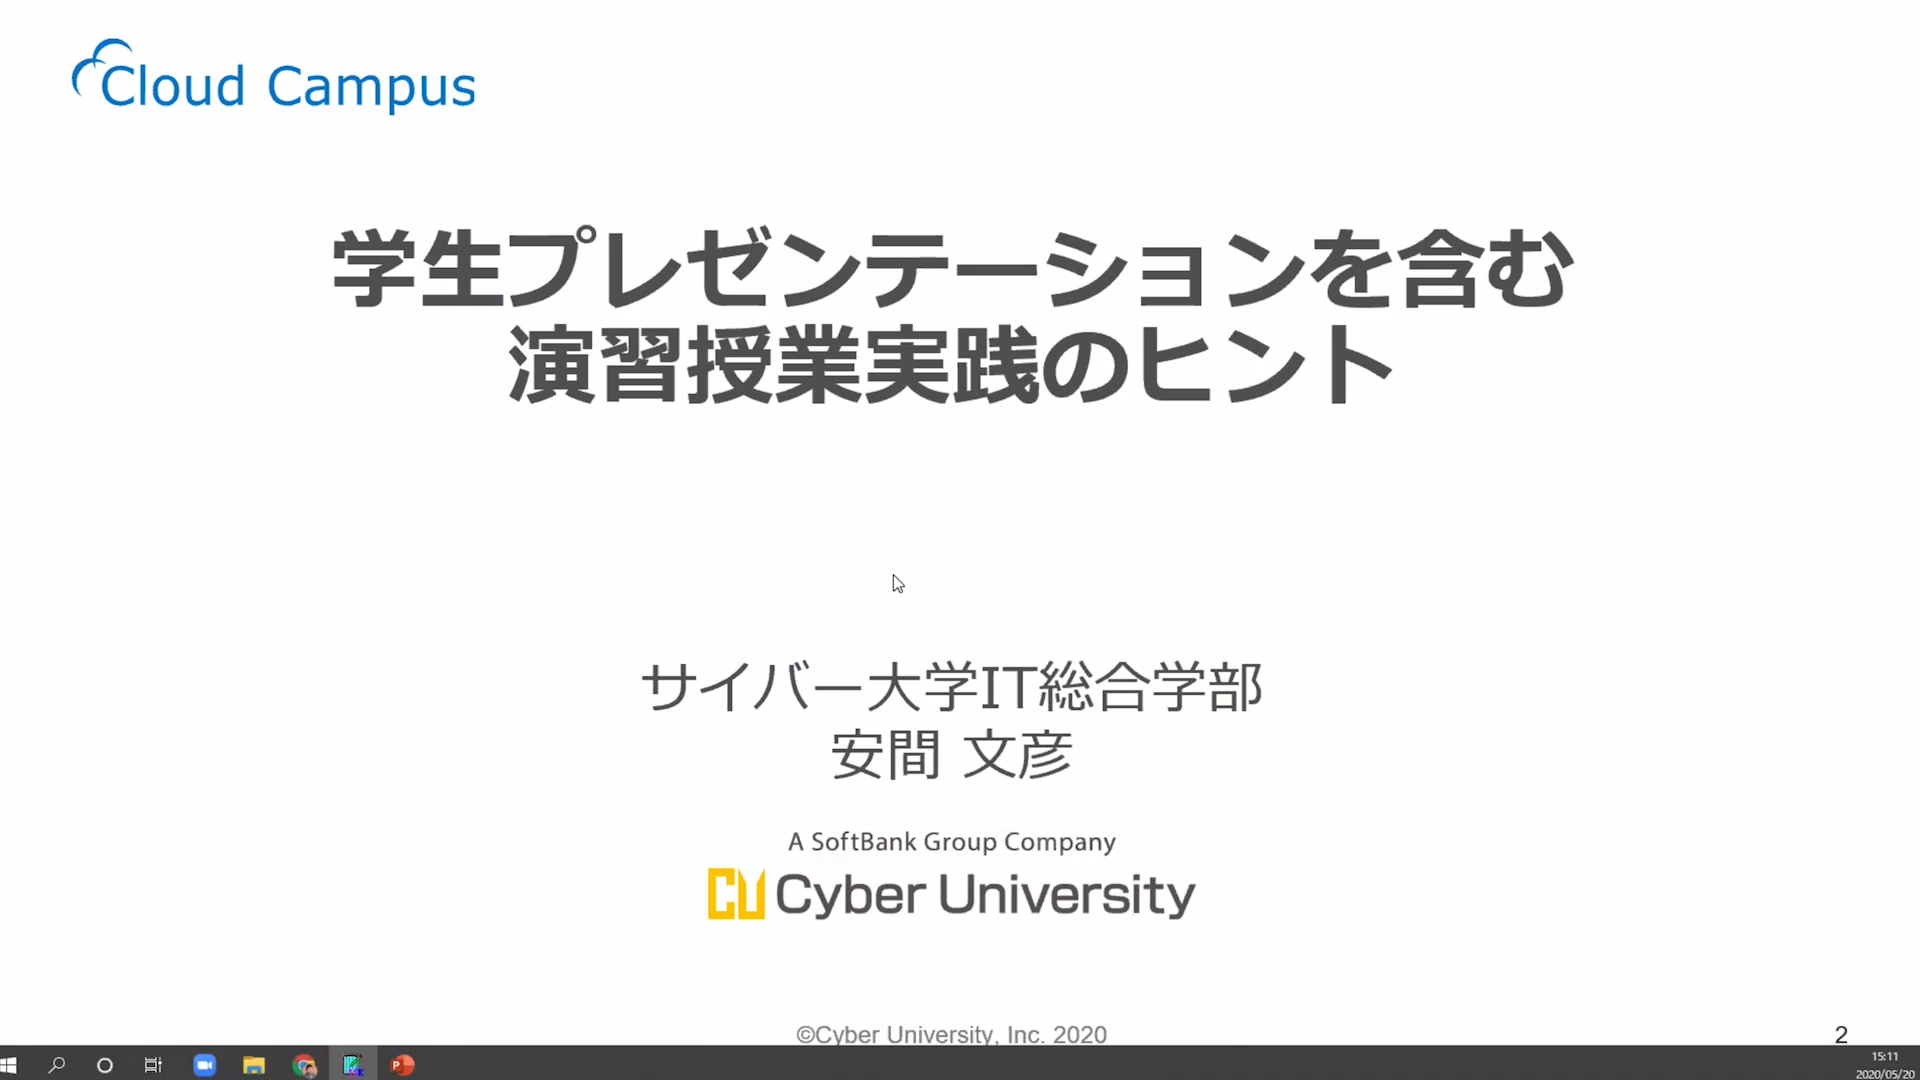 Cloud Campus
学生プレゼンテーションを含む
演習授業実践のヒント
サイバー大学IT総合学部
安間 文彦
A SoftBank Group Company
CU Cyber University
©Cyber University, Inc. 2020
2
15:11
2020/05/20